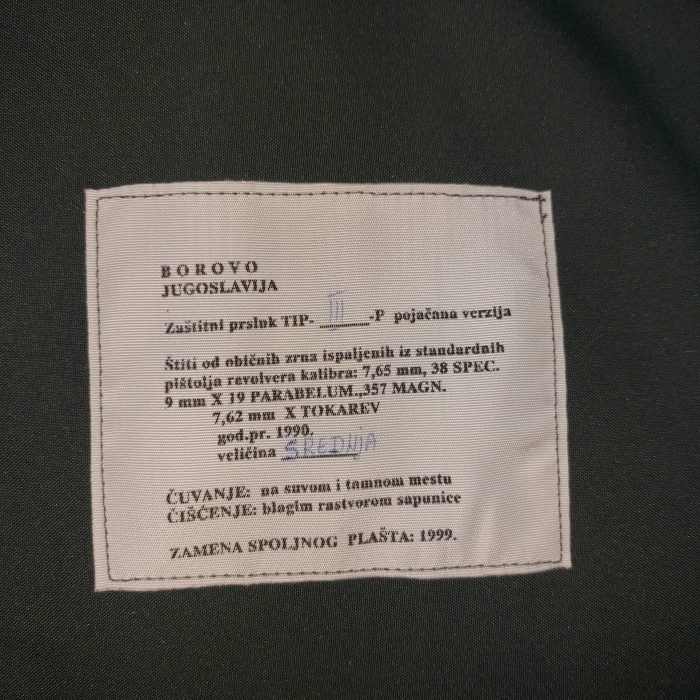 BOROVO
JUGOSLAVIJA
Zaštitni prsluk TIP- III -P pojačana verzija
Štiti od običnih zrna ispaljenih iz standardnih
pištolja revolvera kalibra: 7,65 mm, 38 SPEC.
9 mm X 19 PARABELUM.,357 MAGN.
7,62 mm X TOKAREV
god.pr. 1990.
veličina SREDNJA
ČUVANJE: na suvom i tamnom mestu
ČIŠĆENJE: blagim rastvorom sapunice
ZAMENA SPOLJNOG PLAŠTA: 1999.